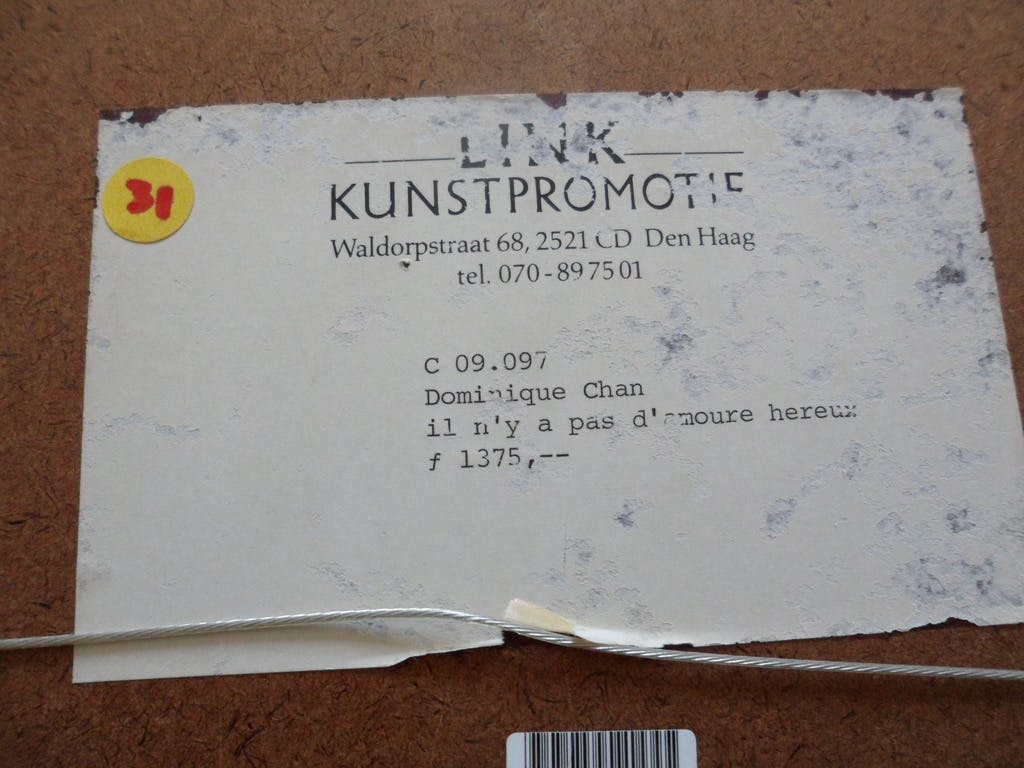 31
LINK
KUNSTPROMOTIE
Waldorpstraat 68, 2521 CD Den Haag
tel. 070-897501
C 09.097
Dominique Chan
il n'y a pas d'amoure hereux
ƒ 1375,--